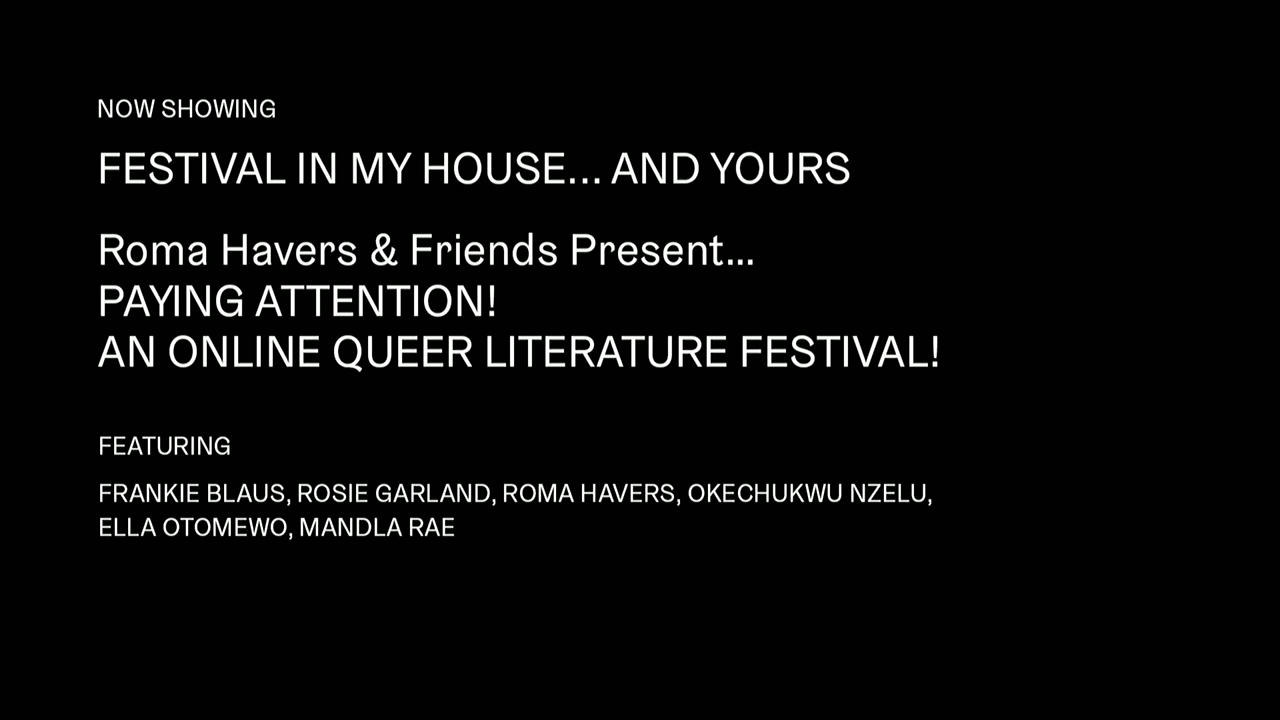 NOW SHOWING
FESTIVAL IN MY HOUSE... AND YOURS
Roma Havers & Friends Present...
PAYING ATTENTION!
AN ONLINE QUEER LITERATURE FESTIVAL!
FEATURING
FRANKIE BLAUS, ROSIE GARLAND, ROMA HAVERS, OKECHUKWU NZELU,
ELLA OTOMEWO, MANDLA RAE